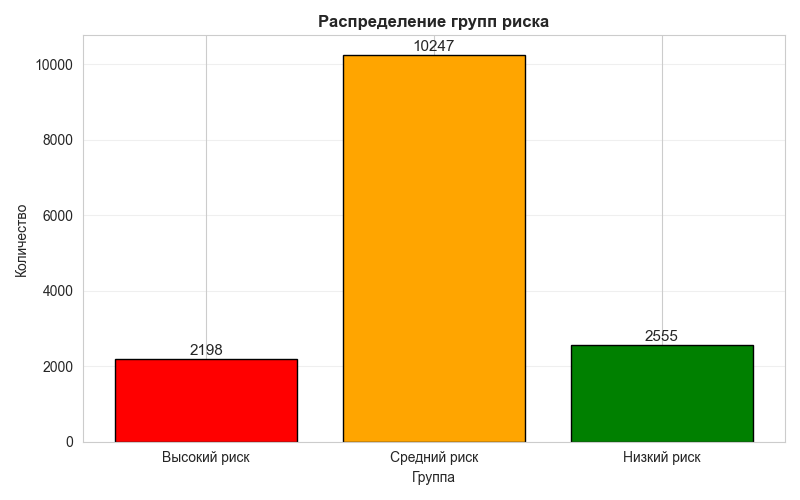 Распределение групп риска
10247
10000
8000
6000
4000
2000
0
Количество
2198
2555
Высокий риск
Средний риск
Низкий риск
Группа